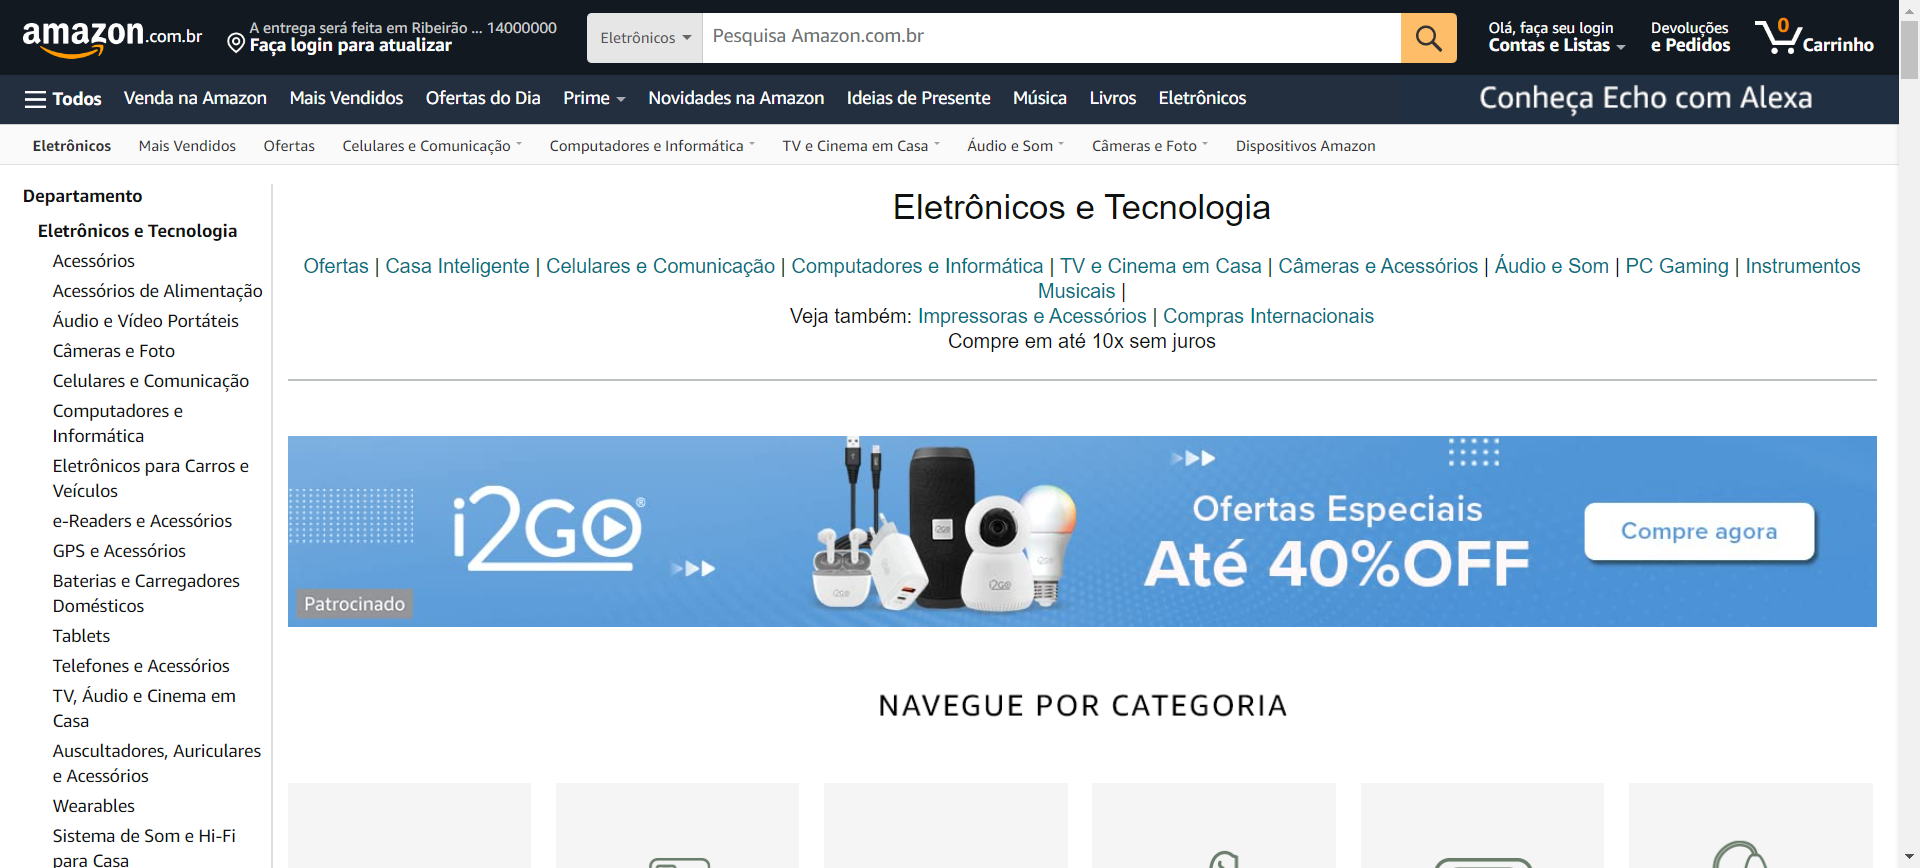 amazon.com.br
A entrega será feita em Ribeirão ... 14000000
Faça login para atualizar
Eletrônicos
Pesquisa Amazon.com.br
Olá, faça seu login
Contas e Listas
Devoluções
e Pedidos
0
Carrinho
Todos
Venda na Amazon
Mais Vendidos
Ofertas do Dia
Prime
Novidades na Amazon
Ideias de Presente
Música
Livros
Eletrônicos
Conheça Echo com Alexa
Eletrônicos
Mais Vendidos
Ofertas
Celulares e Comunicação
Computadores e Informática
TV e Cinema em Casa
Áudio e Som
Câmeras e Foto
Dispositivos Amazon
Departamento
Eletrônicos e Tecnologia
Acessórios
Acessórios de Alimentação
Áudio e Vídeo Portáteis
Câmeras e Foto
Celulares e Comunicação
Computadores e
Informática
Eletrônicos para Carros e
Veículos
e-Readers e Acessórios
GPS e Acessórios
Baterias e Carregadores
Domésticos
Tablets
Telefones e Acessórios
TV, Áudio e Cinema em
Casa
Auscultadores, Auriculares
e Acessórios
Wearables
Sistema de Som e Hi-Fi
para Casa
Eletrônicos e Tecnologia
Ofertas | Casa Inteligente | Celulares e Comunicação | Computadores e Informática | TV e Cinema em Casa | Câmeras e Acessórios | Áudio e Som | PC Gaming | Instrumentos
Musicais |
Veja também: Impressoras e Acessórios | Compras Internacionais
Compre em até 10x sem juros
i2GO®
Patrocinado
i2GO
i2GO
i2GO
i2GO
Ofertas Especiais
Até 40%OFF
Compre agora
NAVEGUE POR CATEGORIA